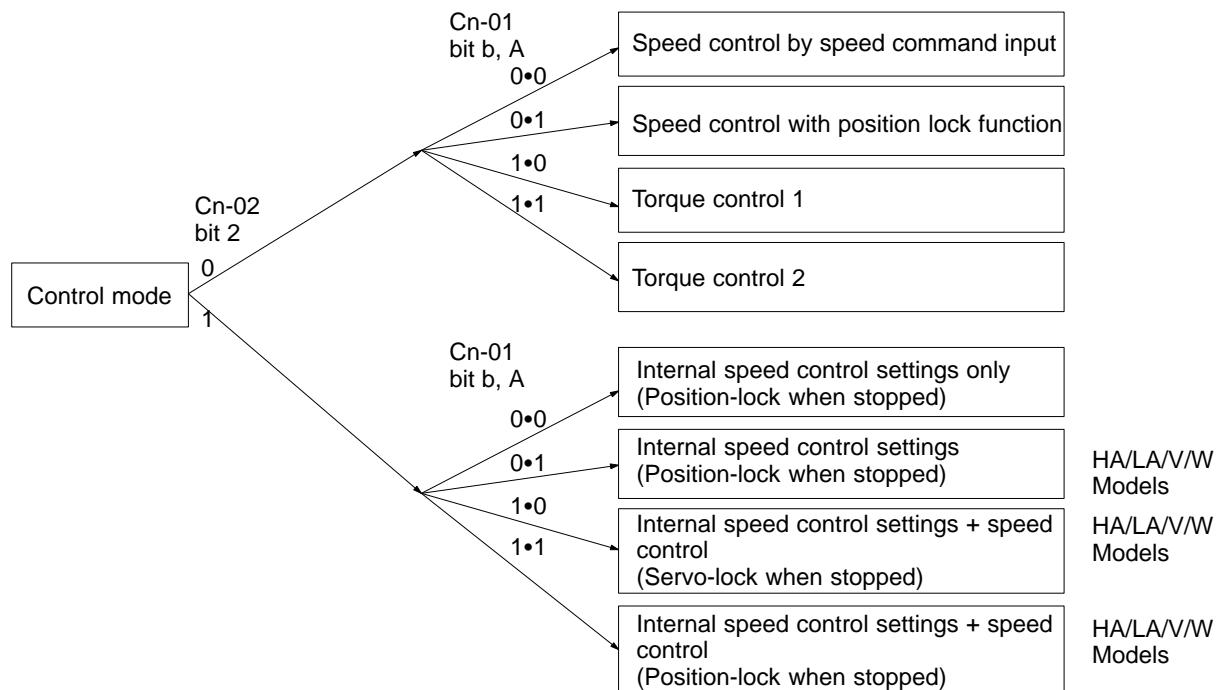 Cn-01
bit b, A
0•0
0•1
1•0
1•1
Speed control by speed command input
Speed control with position lock function
Torque control 1
Torque control 2
Cn-02
bit 2
0
Control mode
1
Cn-01
bit b, A
0•0
0•1
1•0
1•1
Internal speed control settings only
(Position-lock when stopped)
Internal speed control settings
(Position-lock when stopped)
HA/LA/V/W
Models
Internal speed control settings + speed
control
(Servo-lock when stopped)
HA/LA/V/W
Models
Internal speed control settings + speed
control
(Position-lock when stopped)
HA/LA/V/W
Models